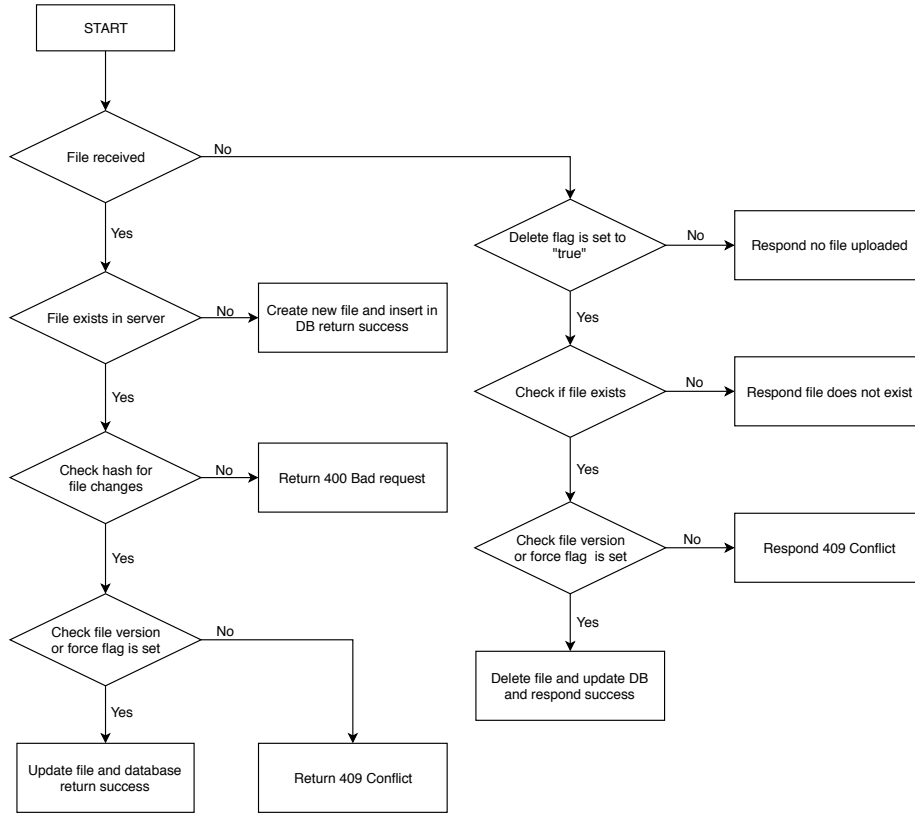 START
File received
No
Yes
Delete flag is set to
"true"
No
Respond no file uploaded
Yes
File exists in server
No
Create new file and insert in
DB return success
Yes
Check if file exists
No
Respond file does not exist
Yes
Check hash for
file changes
No
Return 400 Bad request
Yes
Check file version
or force flag is set
No
Respond 409 Conflict
Yes
Check file version
or force flag is set
No
Yes
Delete file and update DB
and respond success
Update file and database
return success
Return 409 Conflict